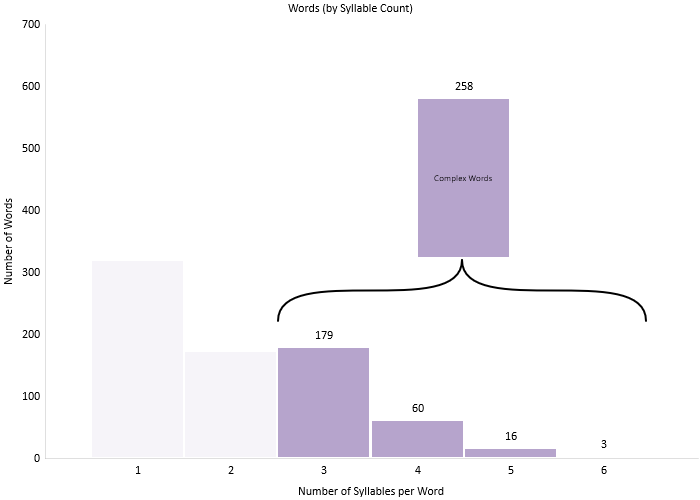 Words (by Syllable Count)
700
600
500
400
300
200
100
0
Number of Words
258
Complex Words
179
60
16
3
1 2 3 4 5 6
Number of Syllables per Word